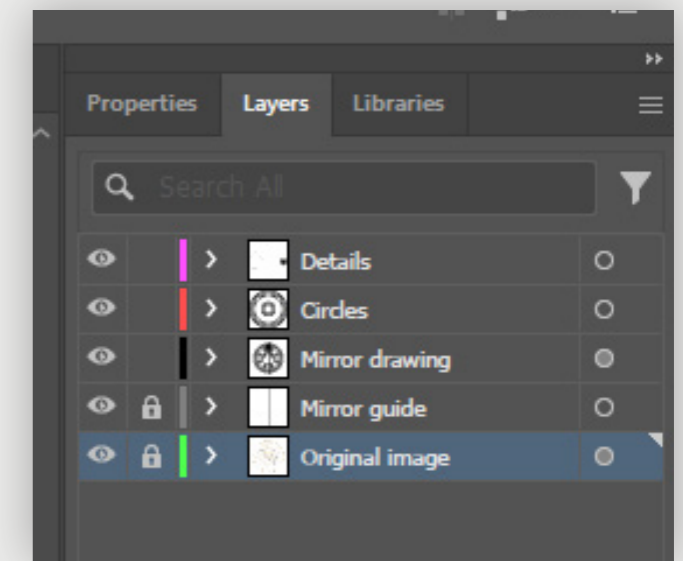 Properties Layers Libraries
Search All
Details
Circles
Mirror drawing
Mirror guide
Original image